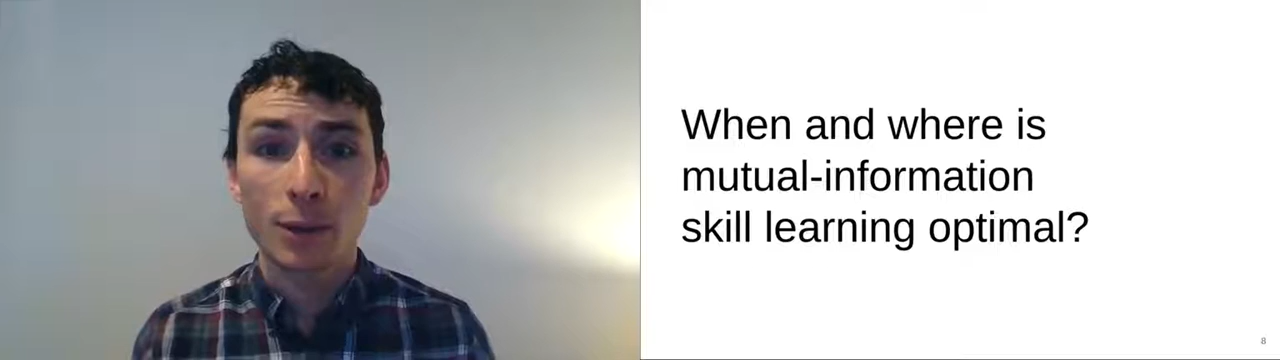 When and where is
mutual-information
skill learning optimal?
8